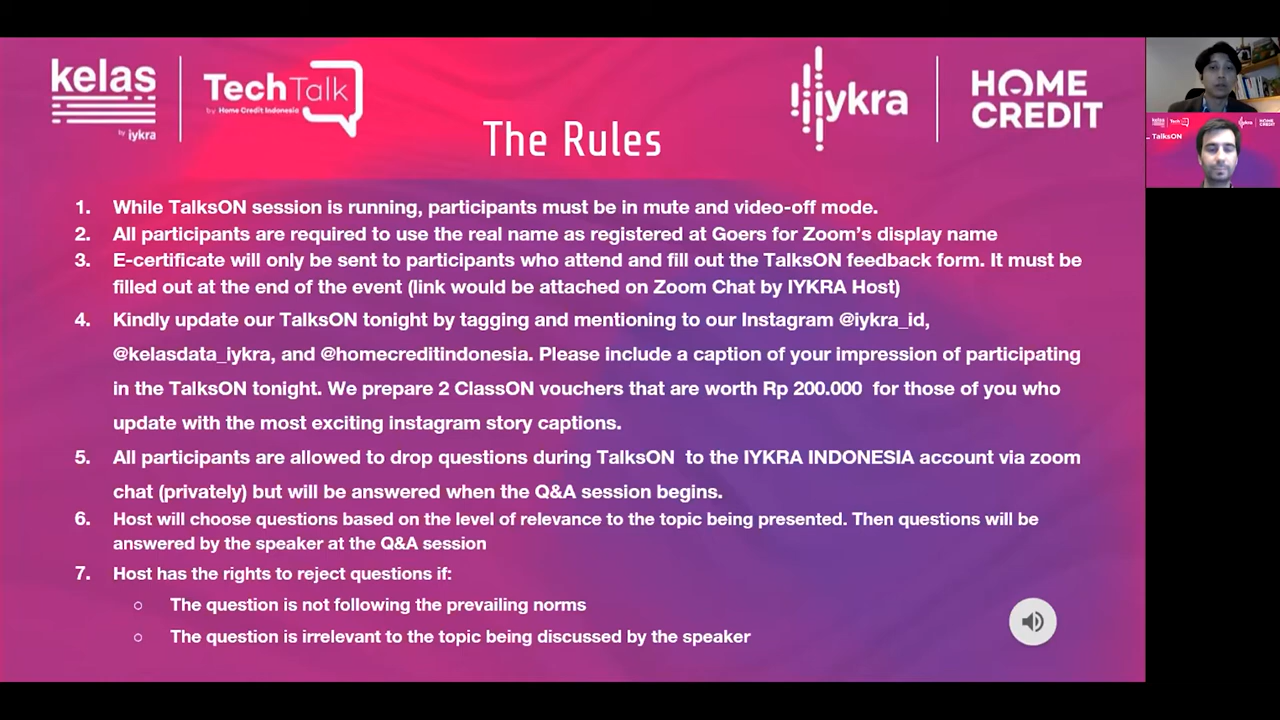 kelas
by iykra
TechTalk
by Home Credit Indonesia
iykra
HOME
CREDIT
The Rules
1. While TalksON session is running, participants must be in mute and video-off mode.
2. All participants are required to use the real name as registered at Goers for Zoom's display name
3. E-certificate will only be sent to participants who attend and fill out the TalksON feedback form. It must be
filled out at the end of the event (link would be attached on Zoom Chat by IYKRA Host)
4. Kindly update our TalksON tonight by tagging and mentioning to our Instagram @iykra_id,
@kelasdata_iykra, and @homecreditindonesia. Please include a caption of your impression of participating
in the TalksON tonight. We prepare 2 ClassON vouchers that are worth Rp 200.000 for those of you who
update with the most exciting instagram story captions.
5. All participants are allowed to drop questions during TalksON to the IYKRA INDONESIA account via zoom
chat (privately) but will be answered when the Q&A session begins.
6. Host will choose questions based on the level of relevance to the topic being presented. Then questions will be
answered by the speaker at the Q&A session
7. Host has the rights to reject questions if:
○ The question is not following the prevailing norms
○ The question is irrelevant to the topic being discussed by the speaker
TalksON